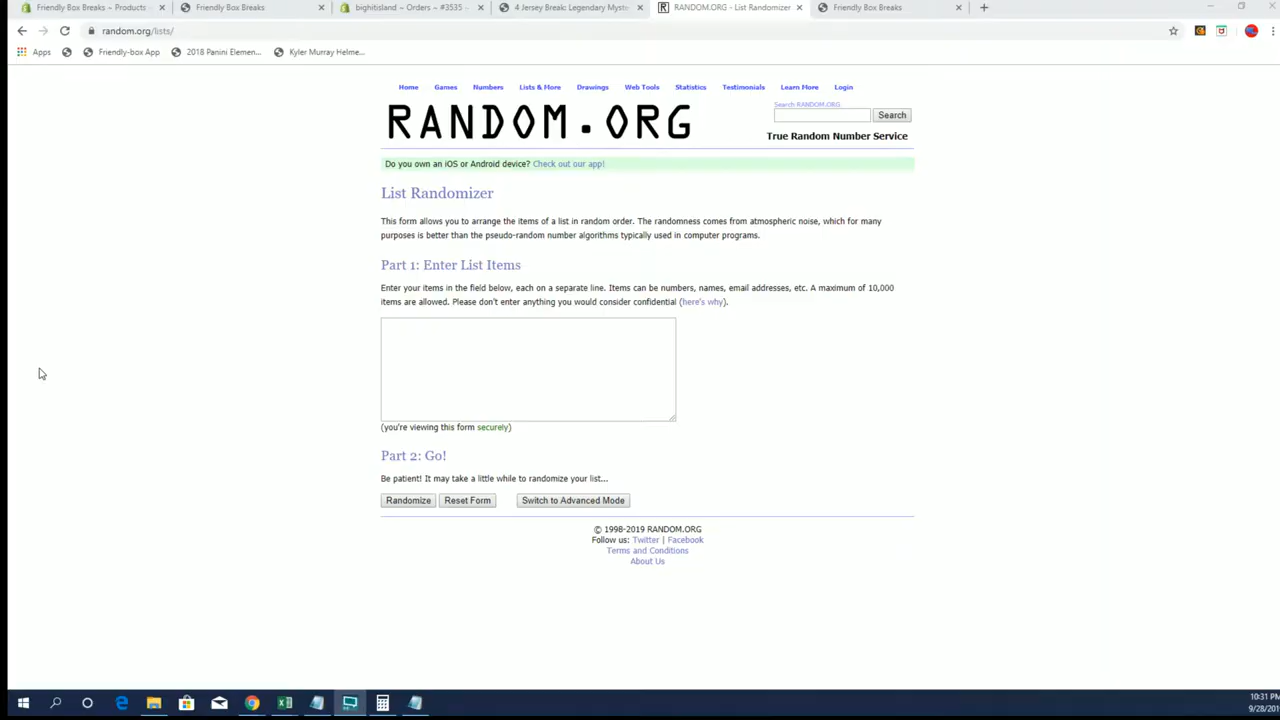 Friendly Box Breaks ~ Products ~
Friendly Box Breaks
bighitisland ~ Orders ~ #3535 ~
4 Jersey Break: Legendary Myste
RANDOM.ORG - List Randomizer
Friendly Box Breaks
random.org/lists/
Apps
Friendly-box App
2018 Panini Elemen...
Kyler Murray Helme...
Home Games Numbers Lists & More Drawings Web Tools Statistics Testimonials Learn More Login
RANDOM.ORG
Search RANDOM.ORG
Search
True Random Number Service
Do you own an iOS or Android device? Check out our app!
List Randomizer
This form allows you to arrange the items of a list in random order. The randomness comes from atmospheric noise, which for many
purposes is better than the pseudo-random number algorithms typically used in computer programs.
Part 1: Enter List Items
Enter your items in the field below, each on a separate line. Items can be numbers, names, email addresses, etc. A maximum of 10,000
items are allowed. Please don't enter anything you would consider confidential (here's why).
(you're viewing this form securely)
Part 2: Go!
Be patient! It may take a little while to randomize your list...
Randomize Reset Form Switch to Advanced Mode
© 1998-2019 RANDOM.ORG
Follow us: Twitter | Facebook
Terms and Conditions
About Us
10:31 PM
9/28/2019